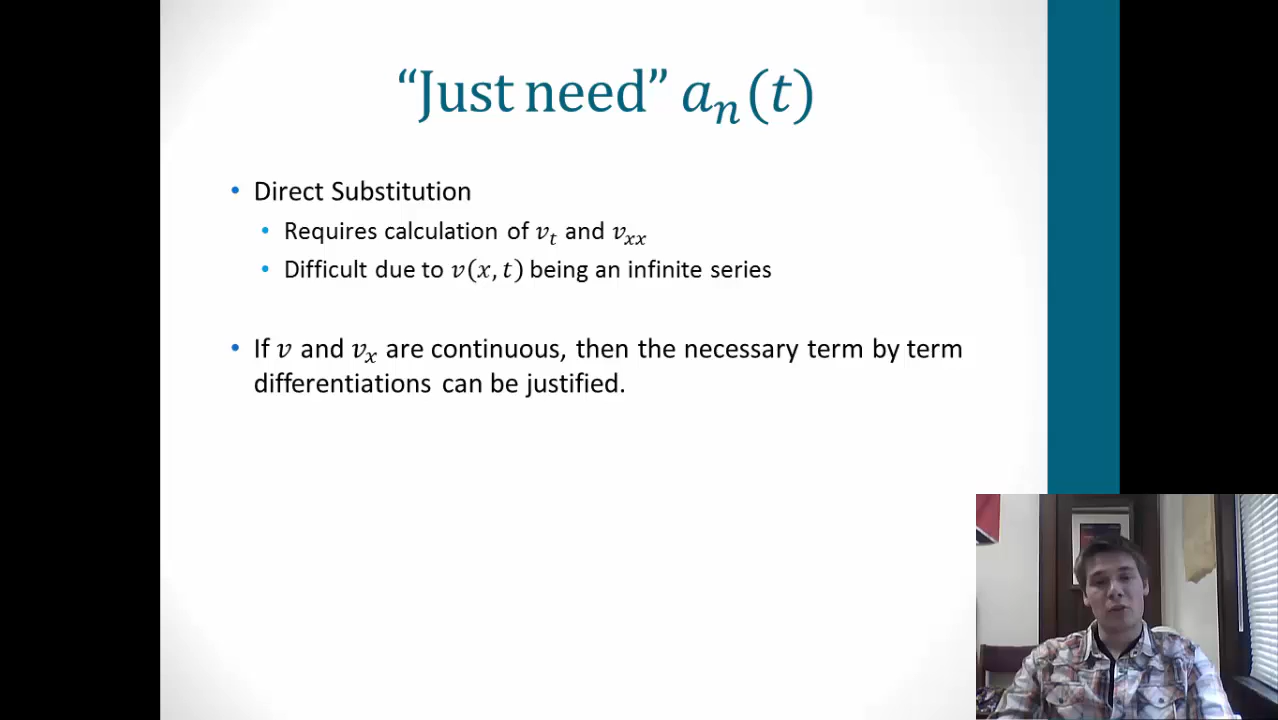 “Just need” aₙ(t)
• Direct Substitution
• Requires calculation of vₜ and vₓₓ
• Difficult due to v(x, t) being an infinite series
• If v and vₓ are continuous, then the necessary term by term
differentiations can be justified.